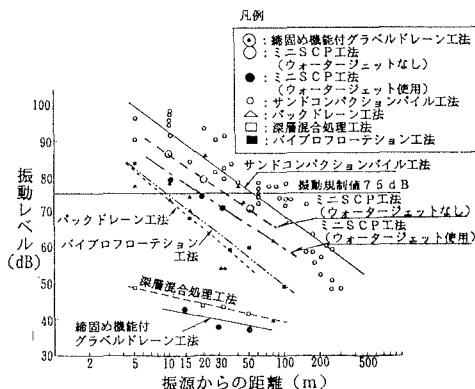 凡例
：締固め機能付グラベルドレーン工法
：ミニSCP工法
（ウォータージェットなし）
：ミニSCP工法
（ウォータージェット使用）
：サンドコンパクションパイル工法
：パックドレーン工法
：深層混合処理工法
：バイブロフローテション工法
100
90
80
70
60
50
40
30
振動レベル
(dB)
サンドコンパクションパイル工法
振動規制値75dB
ミニSCP工法
（ウォータージェットなし）
ミニSCP工法
（ウォータージェット使用）
パックドレーン工法
バイブロフローテション
工法
深層混合処理工法
締固め機能付
グラベルドレーン工法
2 5 10 15 20 30 50 100 200 500
振源からの距離（m）